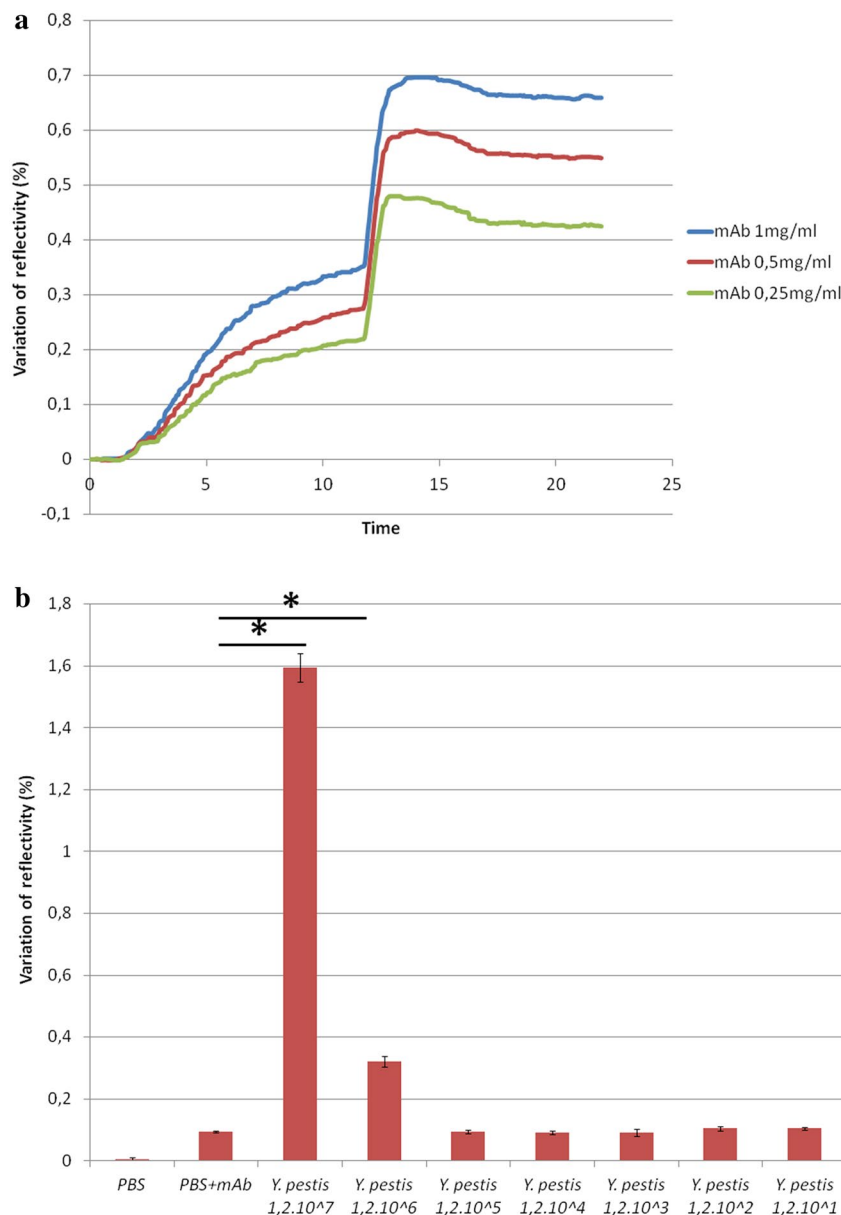 a
0,8
0,7
0,6
0,5
0,4
0,3
0,2
0,1
0
-0,1
Variation of reflectivity (%)
0 5 10 15 20 25
Time
mAb 1mg/ml
mAb 0,5mg/ml
mAb 0,25mg/ml
b
1,8
1,6
1,4
1,2
1
0,8
0,6
0,4
0,2
0
Variation of reflectivity (%)
*
*
PBS PBS+mAb Y. pestis Y. pestis Y. pestis Y. pestis Y. pestis Y. pestis Y. pestis
1,2.10^7 1,2.10^6 1,2.10^5 1,2.10^4 1,2.10^3 1,2.10^2 1,2.10^1